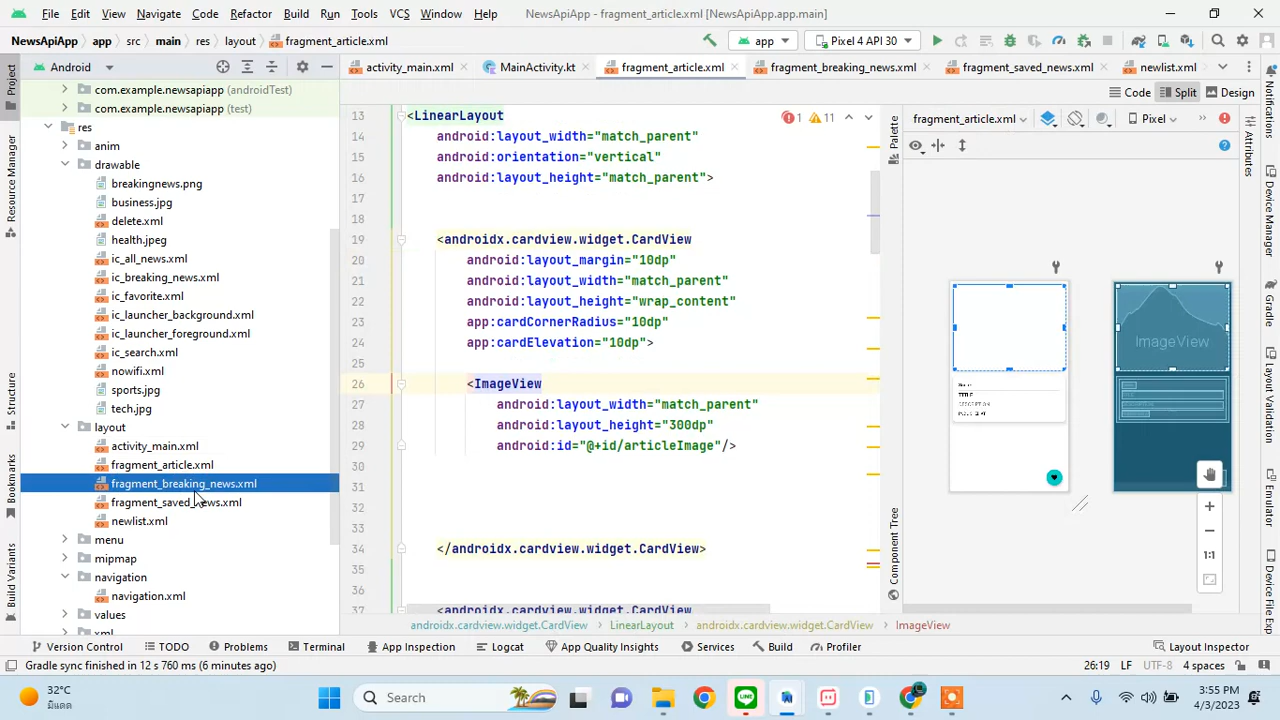 File Edit View Navigate Code Refactor Build Run Tools VCS Window Help NewsApiApp - fragment_article.xml [NewsApiApp.app.main]
NewsApiApp app src main res layout fragment_article.xml app Pixel 4 API 30
Android activity_main.xml MainActivity.kt fragment_article.xml fragment_breaking_news.xml fragment_saved_news.xml newlist.xml
Code Split Design
Project
Resource Manager
Structure
Bookmarks
Build Variants
com.example.newsapiapp (androidTest)
com.example.newsapiapp (test)
res
anim
drawable
breakingnews.png
business.jpg
delete.xml
health.jpeg
ic_all_news.xml
ic_breaking_news.xml
ic_favorite.xml
ic_launcher_background.xml
ic_launcher_foreground.xml
ic_search.xml
nowifi.xml
sports.jpg
tech.jpg
layout
activity_main.xml
fragment_article.xml
fragment_breaking_news.xml
fragment_saved_news.xml
newlist.xml
menu
mipmap
navigation
navigation.xml
values
xml
1 11
13 <LinearLayout
14 android:layout_width="match_parent"
15 android:orientation="vertical"
16 android:layout_height="match_parent">
17
18
19 <androidx.cardview.widget.CardView
20 android:layout_margin="10dp"
21 android:layout_width="match_parent"
22 android:layout_height="wrap_content"
23 app:cardCornerRadius="10dp"
24 app:cardElevation="10dp">
25
26 <ImageView
27 android:layout_width="match_parent"
28 android:layout_height="300dp"
29 android:id="@+id/articleImage"/>
30
31
32
33
34 </androidx.cardview.widget.CardView>
35
36
37 <androidx.cardview.widget.CardView
androidx.cardview.widget.CardView LinearLayout androidx.cardview.widget.CardView ImageView
Palette
Component Tree
fragment_article.xml Pixel
ImageView
TITLE
DESCRIPTION
1:1
Attributes
Notifications
Device Manager
Gradle
Layout Validation
Emulator
Device File Exp
Version Control TODO Problems Terminal App Inspection Logcat App Quality Insights Services Build Profiler Layout Inspector
Gradle sync finished in 12 s 760 ms (6 minutes ago) 26:19 LF UTF-8 4 spaces
32°C
มีแดด
Search
3:55 PM
4/3/2023